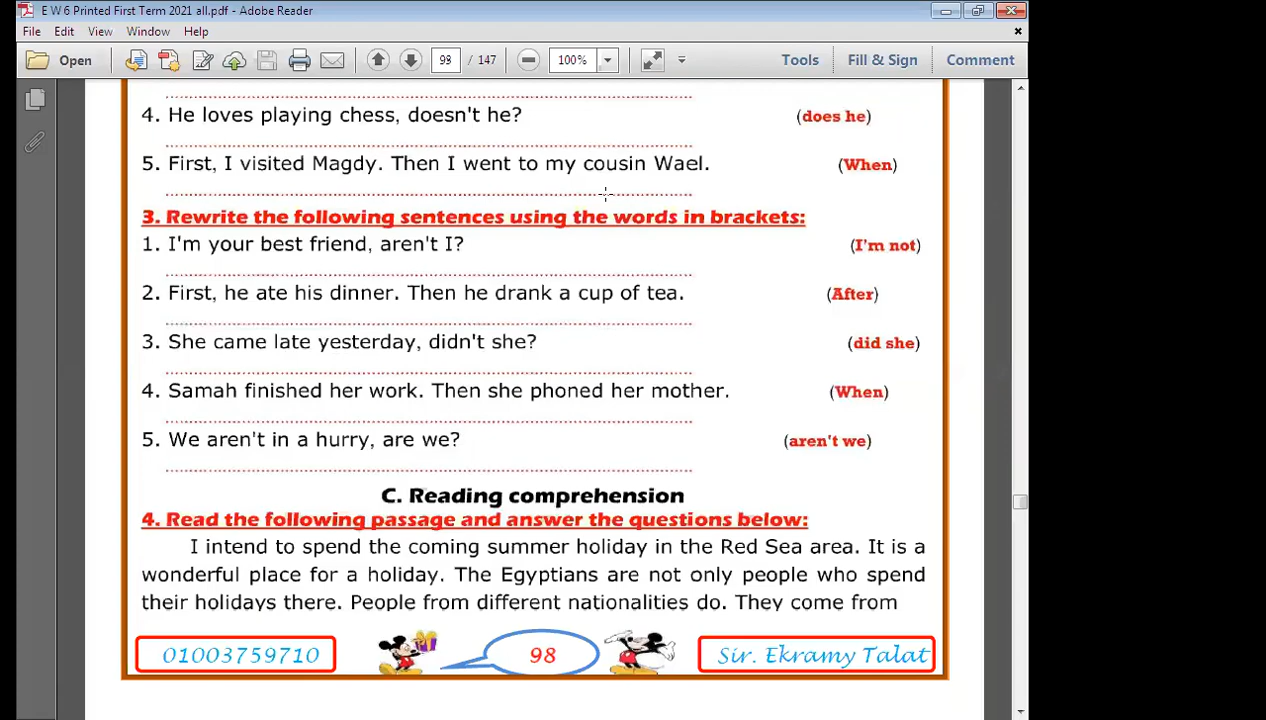 E W 6 Printed First Term 2021 all.pdf - Adobe Reader
File Edit View Window Help
Open 98 / 147 100% Tools Fill & Sign Comment
4. He loves playing chess, doesn't he? (does he)
5. First, I visited Magdy. Then I went to my cousin Wael. (When)
3. Rewrite the following sentences using the words in brackets:
1. I'm your best friend, aren't I? (I'm not)
2. First, he ate his dinner. Then he drank a cup of tea. (After)
3. She came late yesterday, didn't she? (did she)
4. Samah finished her work. Then she phoned her mother. (When)
5. We aren't in a hurry, are we? (aren't we)
C. Reading comprehension
4. Read the following passage and answer the questions below:
I intend to spend the coming summer holiday in the Red Sea area. It is a
wonderful place for a holiday. The Egyptians are not only people who spend
their holidays there. People from different nationalities do. They come from
01003759710 98 Sir. Ekramy Talat